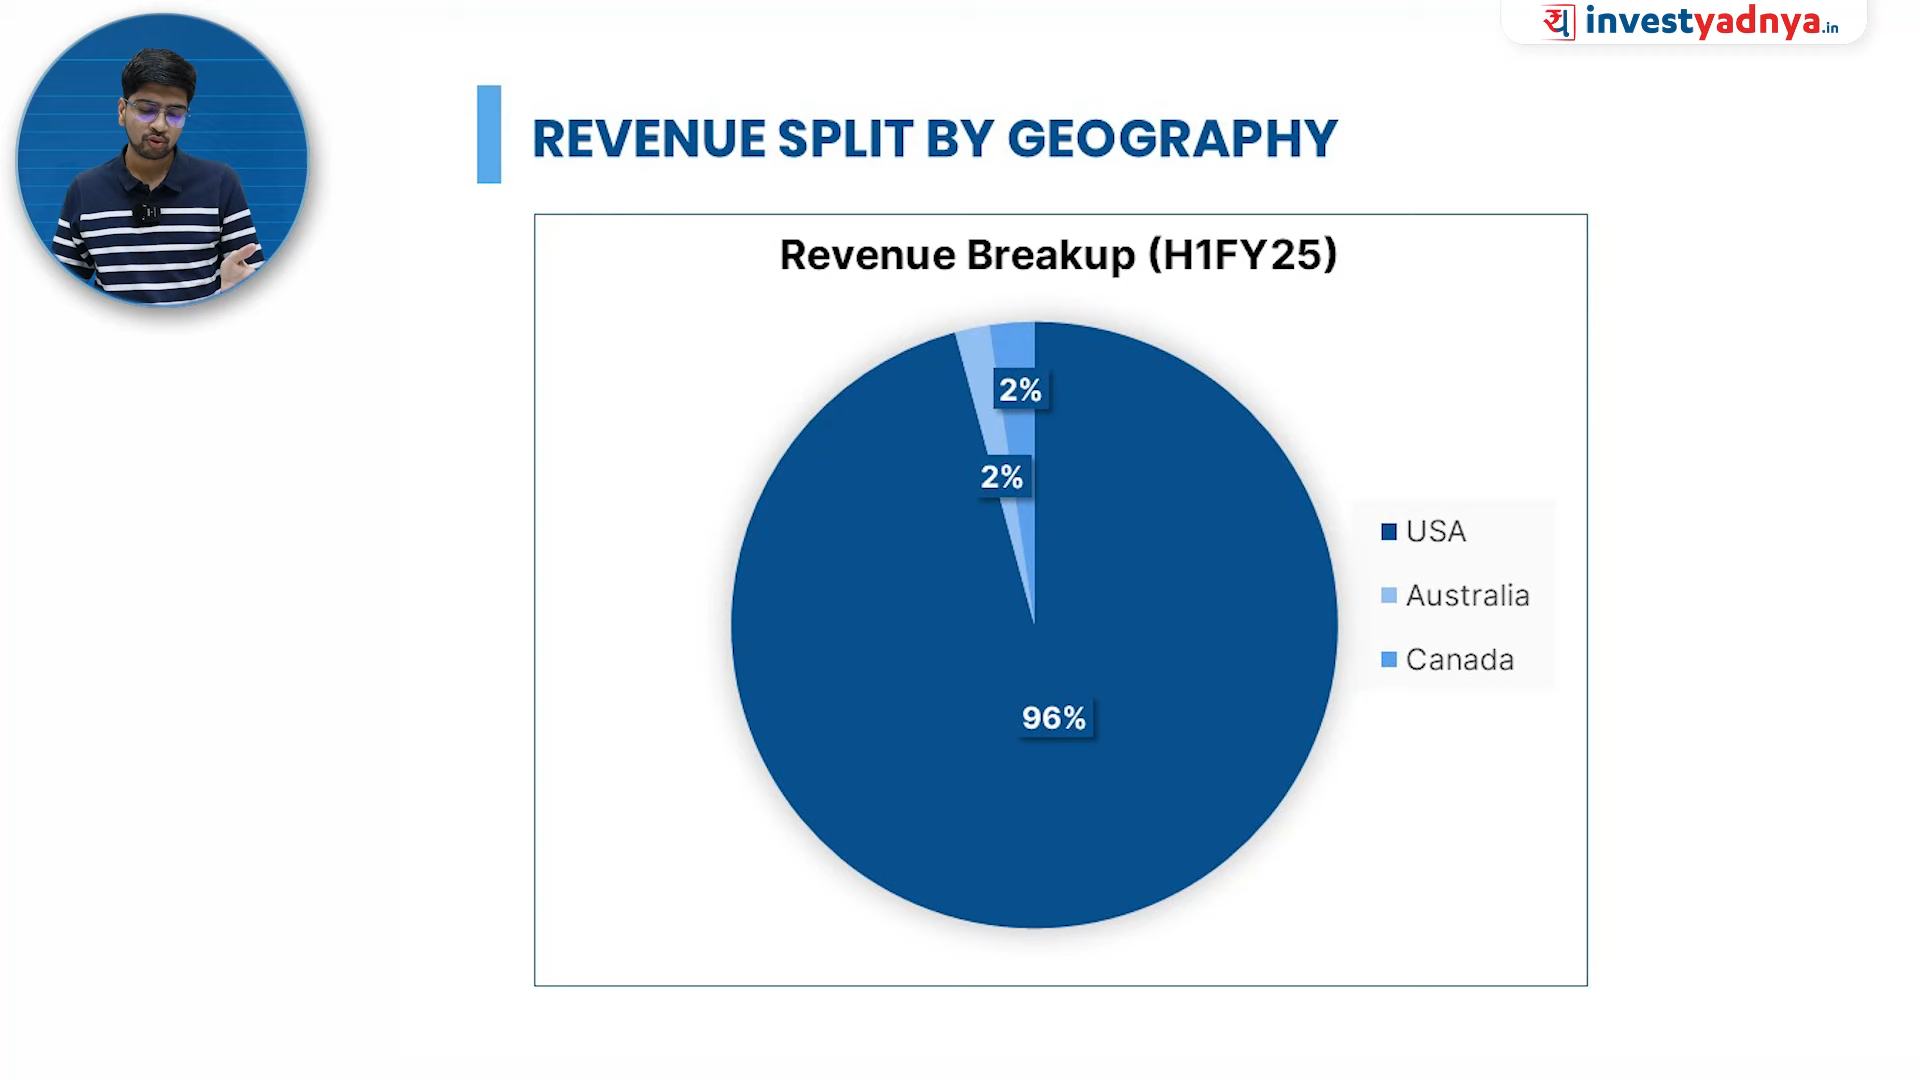 investyadnya.in
REVENUE SPLIT BY GEOGRAPHY
Revenue Breakup (H1FY25)
2%
2%
96%
USA
Australia
Canada